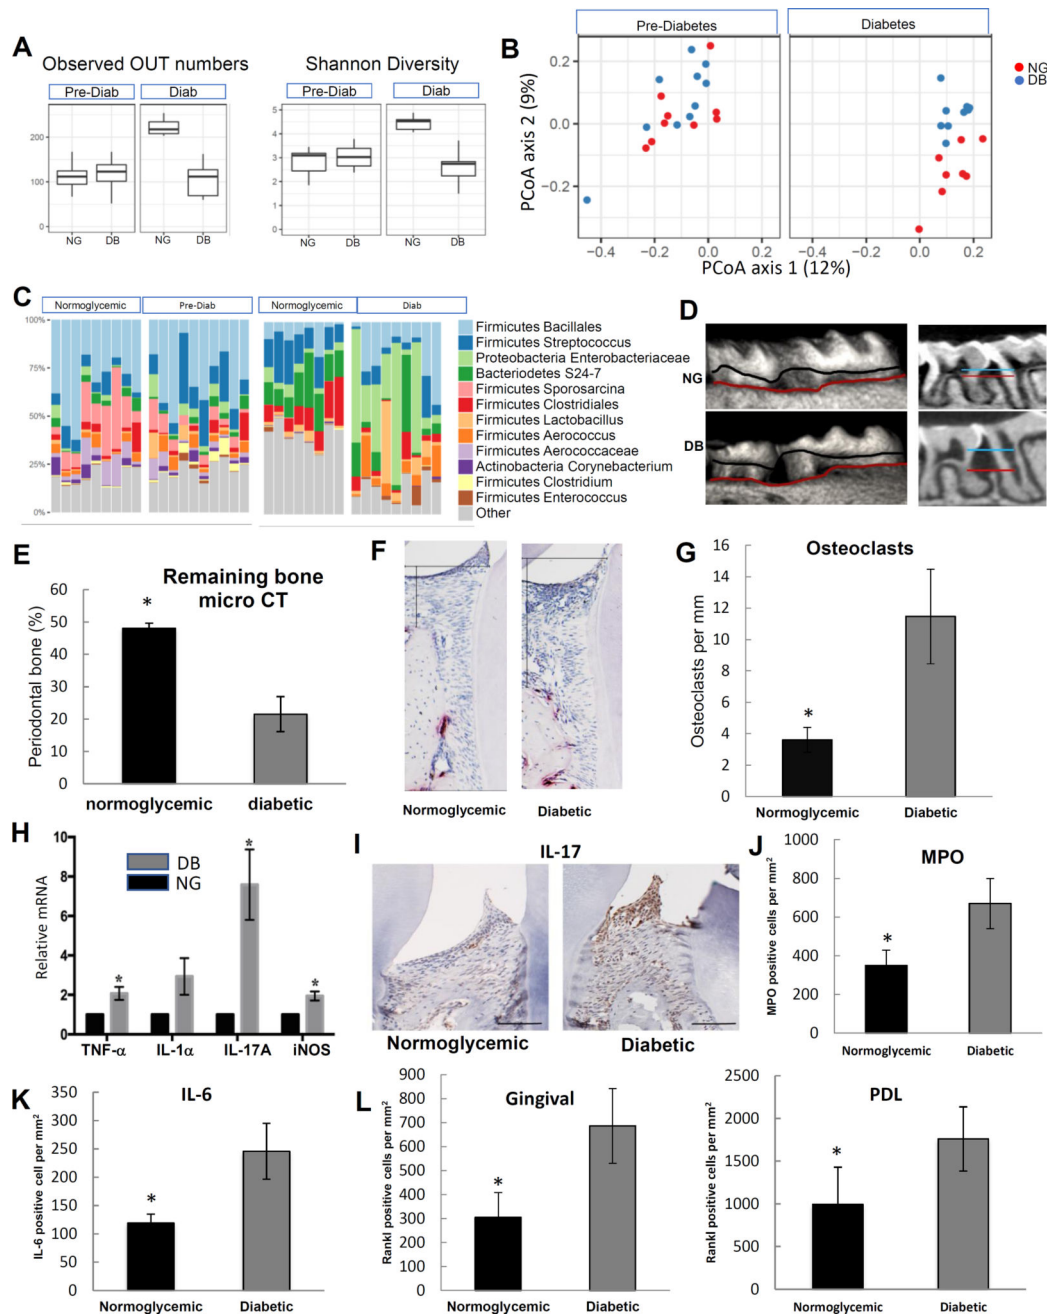 A
Observed OUT numbers
Pre-Diab
Diab
200
100
0
NG
DB
NG
DB
Shannon Diversity
Pre-Diab
Diab
5
4
3
2
1
0
NG
DB
NG
DB
B
Pre-Diabetes
Diabetes
NG
DB
PCoA axis 2 (9%)
0.2
0.0
−0.2
−0.4
−0.2
0.0
−0.4
−0.2
0.0
0.2
PCoA axis 1 (12%)
C
Normoglycemic
Pre-Diab
Normoglycemic
Diab
100%
75%
50%
25%
0%
Firmicutes Bacillales
Firmicutes Streptococcus
Proteobacteria Enterobacteriaceae
Bacteriodetes S24-7
Firmicutes Sporosarcina
Firmicutes Clostridiales
Firmicutes Lactobacillus
Firmicutes Aerococcus
Firmicutes Aerococcaceae
Actinobacteria Corynebacterium
Firmicutes Clostridium
Firmicutes Enterococcus
Other
D
NG
DB
E
Remaining bone
micro CT
Periodontal bone (%)
60
50
40
30
20
10
0
*
normoglycemic
diabetic
F
Normoglycemic
Diabetic
G
Osteoclasts
Osteoclasts per mm
16
14
12
10
8
6
4
2
0
*
Normoglycemic
Diabetic
H
DB
NG
Relative mRNA
10
8
6
4
2
0
*
*
*
TNF-α
IL-1α
IL-17A
iNOS
I
IL-17
Normoglycemic
Diabetic
J
MPO
MPO positive cells per mm²
1000
800
600
400
200
0
*
Normoglycemic
Diabetic
K
IL-6
IL-6 positive cell per mm²
350
300
250
200
150
100
50
0
*
Normoglycemic
Diabetic
L
Gingival
Rankl positive cells per mm²
900
800
700
600
500
400
300
200
100
0
*
Normoglycemic
Diabetic
PDL
Rankl positive cells per mm²
2500
2000
1500
1000
500
0
*
Normoglycemic
Diabetic